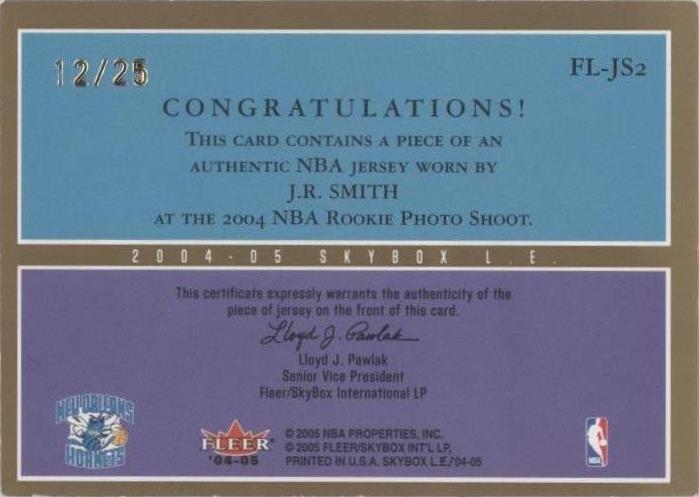 12/25
FL-JS2
CONGRATULATIONS!
THIS CARD CONTAINS A PIECE OF AN
AUTHENTIC NBA JERSEY WORN BY
J.R. SMITH
AT THE 2004 NBA ROOKIE PHOTO SHOOT.
2004-05 SKYBOX L.E.
This certificate expressly warrants the authenticity of the
piece of jersey on the front of this card.
Lloyd J. Pawlak
Lloyd J. Pawlak
Senior Vice President
Fleer/SkyBox International LP
NEW ORLEANS
HORNETS
FLEER
'04-05
© 2005 NBA PROPERTIES, INC.
© 2005 FLEER/SKYBOX INT'L LP,
PRINTED IN U.S.A. SKYBOX L.E./04-05
NBA